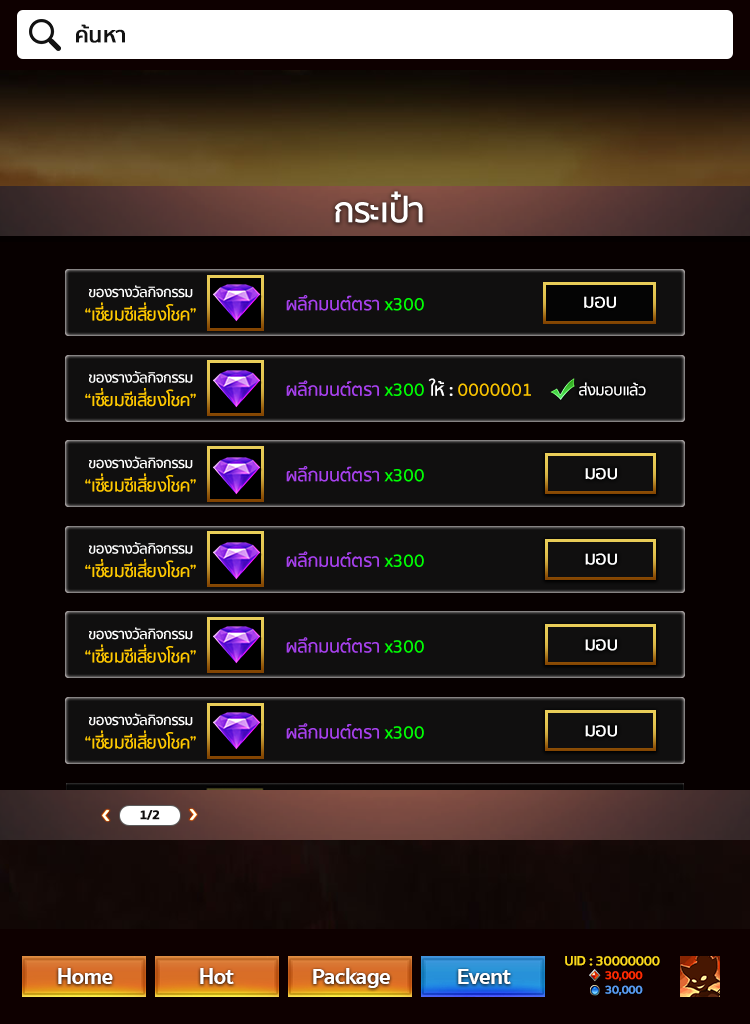 ค้นหา
กระเป๋า
ของรางวัลกิจกรรม
“เซี่ยมซีเสี่ยงโชค”
ผลึกมนต์ตรา x300
มอบ
ของรางวัลกิจกรรม
“เซี่ยมซีเสี่ยงโชค”
ผลึกมนต์ตรา x300 ให้ : 0000001
ส่งมอบแล้ว
ของรางวัลกิจกรรม
“เซี่ยมซีเสี่ยงโชค”
ผลึกมนต์ตรา x300
มอบ
ของรางวัลกิจกรรม
“เซี่ยมซีเสี่ยงโชค”
ผลึกมนต์ตรา x300
มอบ
ของรางวัลกิจกรรม
“เซี่ยมซีเสี่ยงโชค”
ผลึกมนต์ตรา x300
มอบ
ของรางวัลกิจกรรม
“เซี่ยมซีเสี่ยงโชค”
ผลึกมนต์ตรา x300
มอบ
‹ 1/2 ›
Home
Hot
Package
Event
UID : 30000000
30,000
30,000